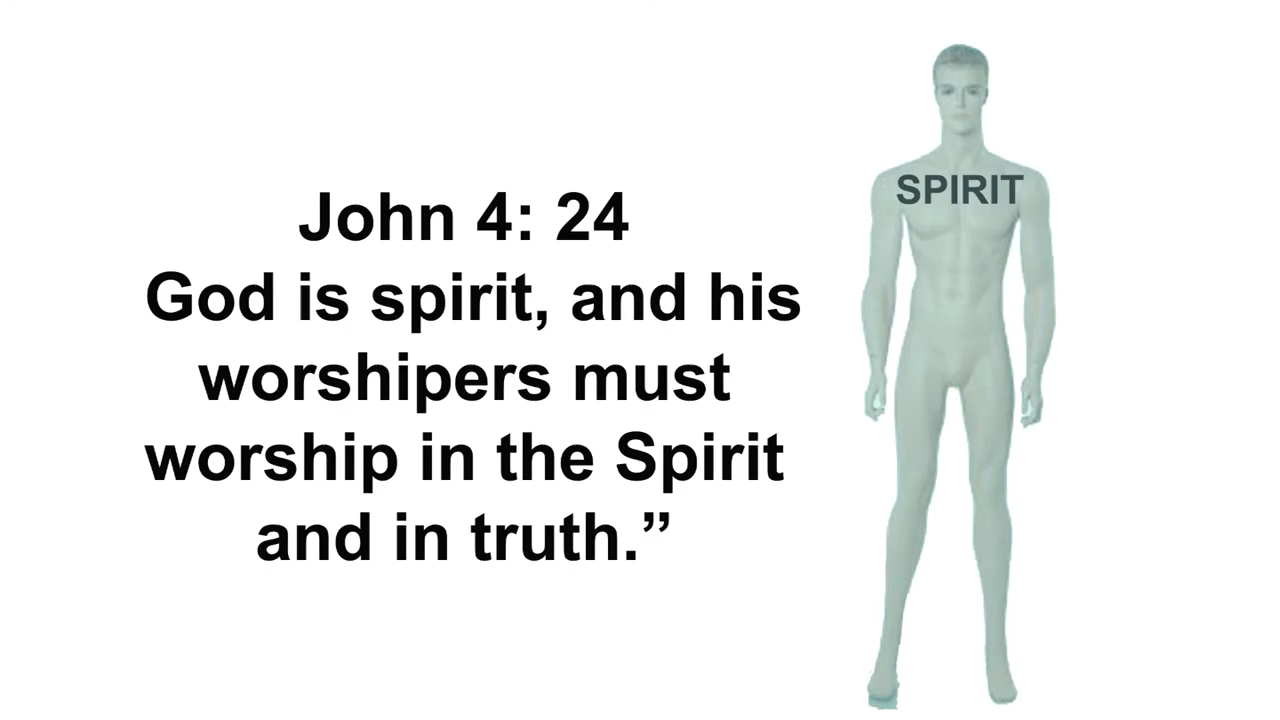 John 4: 24
God is spirit, and his
worshipers must
worship in the Spirit
and in truth.”
SPIRIT